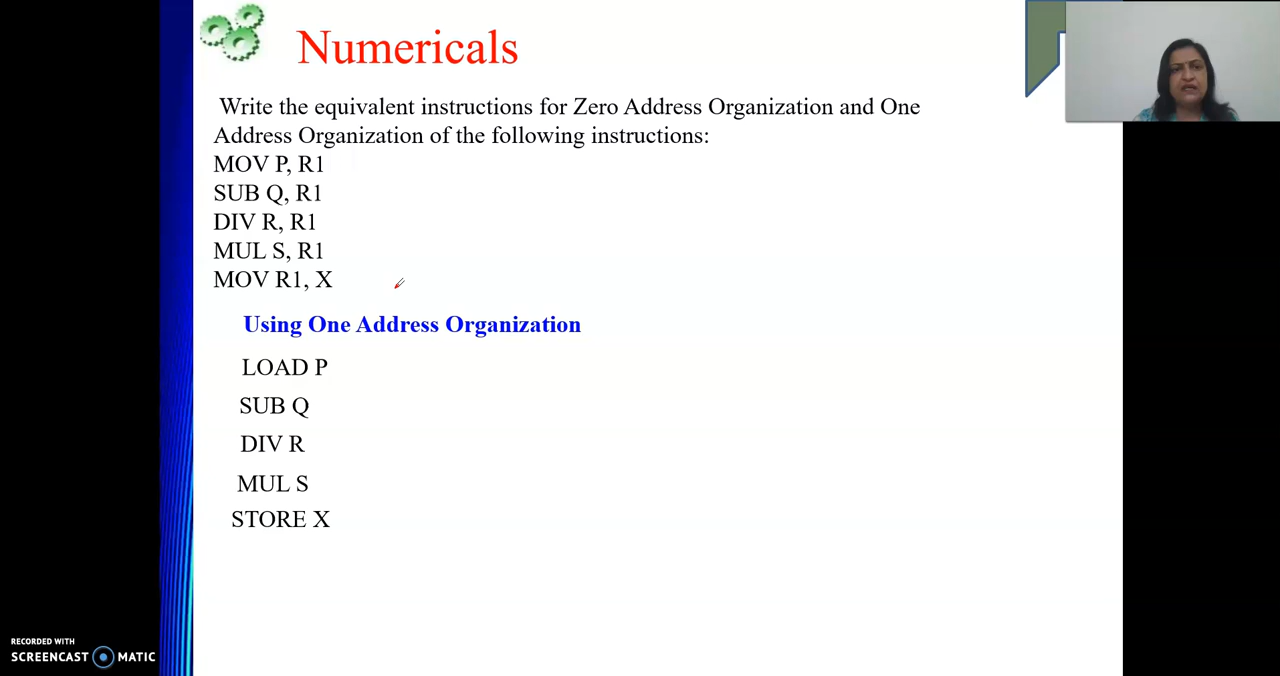 Numericals
Write the equivalent instructions for Zero Address Organization and One
Address Organization of the following instructions:
MOV P, R1
SUB Q, R1
DIV R, R1
MUL S, R1
MOV R1, X
Using One Address Organization
LOAD P
SUB Q
DIV R
MUL S
STORE X
RECORDED WITH
SCREENCAST MATIC